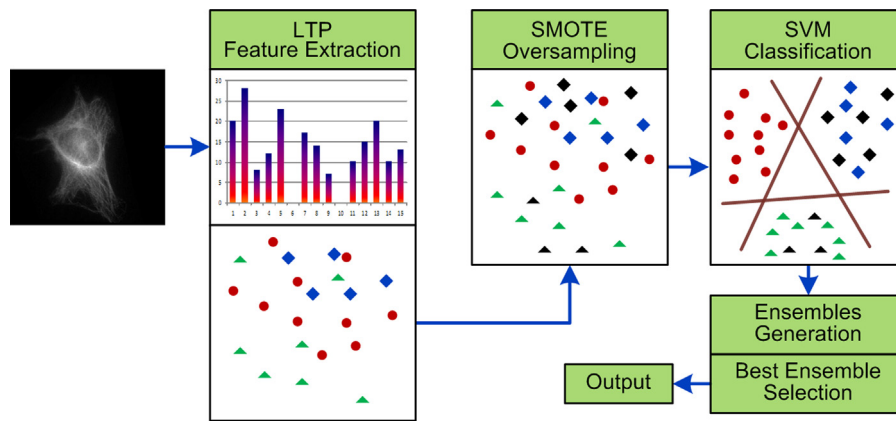 LTP
Feature Extraction
SMOTE
Oversampling
SVM
Classification
30
25
20
15
10
5
0
1 2 3 4 5 6 7 8 9 10 11 12 13 14 15
Ensembles
Generation
Best Ensemble
Selection
Output